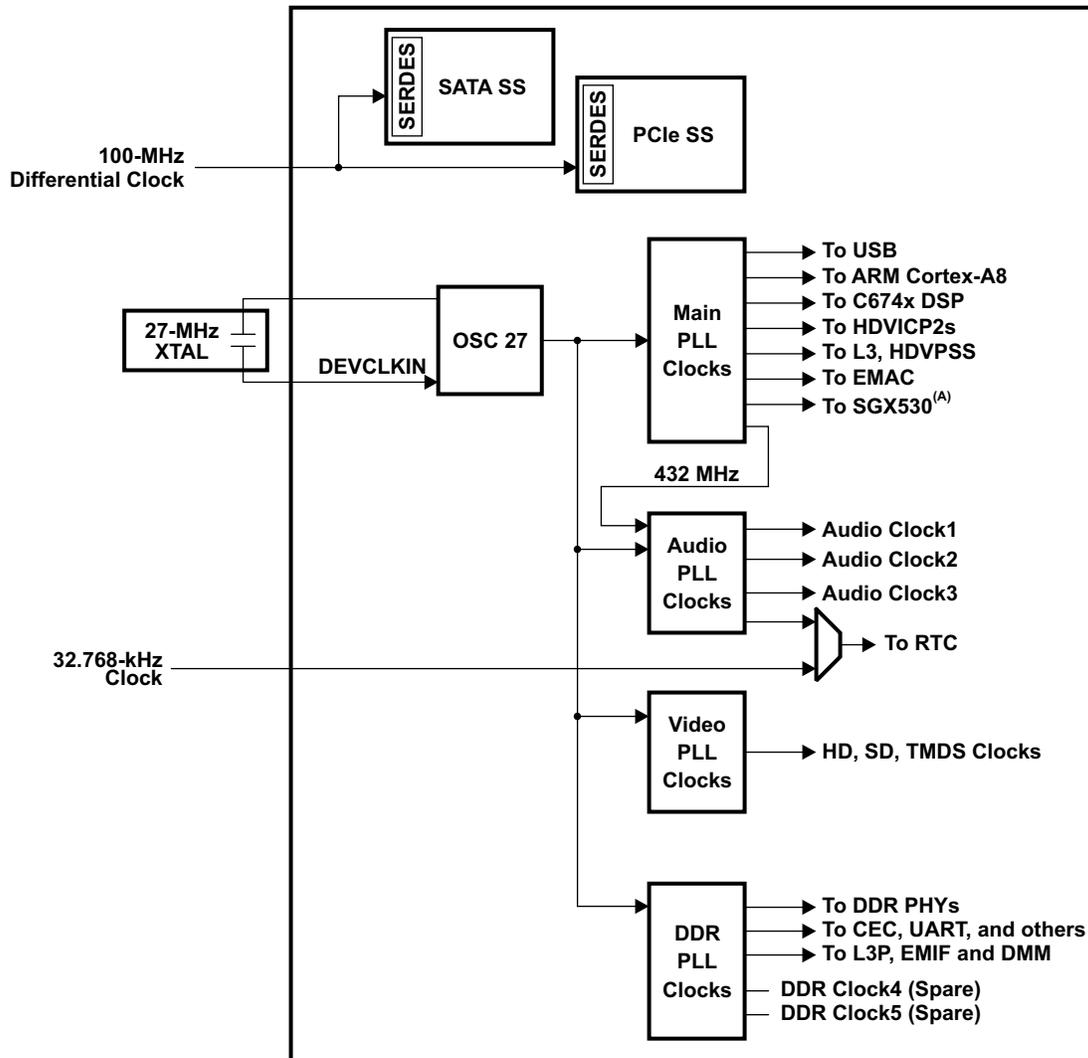 SERDES
SATA SS
SERDES
PCIe SS
100-MHz
Differential Clock
27-MHz
XTAL
DEVCLKIN
OSC 27
Main
PLL
Clocks
To USB
To ARM Cortex-A8
To C674x DSP
To HDVICP2s
To L3, HDVPSS
To EMAC
To SGX530(A)
432 MHz
Audio
PLL
Clocks
Audio Clock1
Audio Clock2
Audio Clock3
To RTC
32.768-kHz
Clock
Video
PLL
Clocks
HD, SD, TMDS Clocks
DDR
PLL
Clocks
To DDR PHYs
To CEC, UART, and others
To L3P, EMIF and DMM
DDR Clock4 (Spare)
DDR Clock5 (Spare)